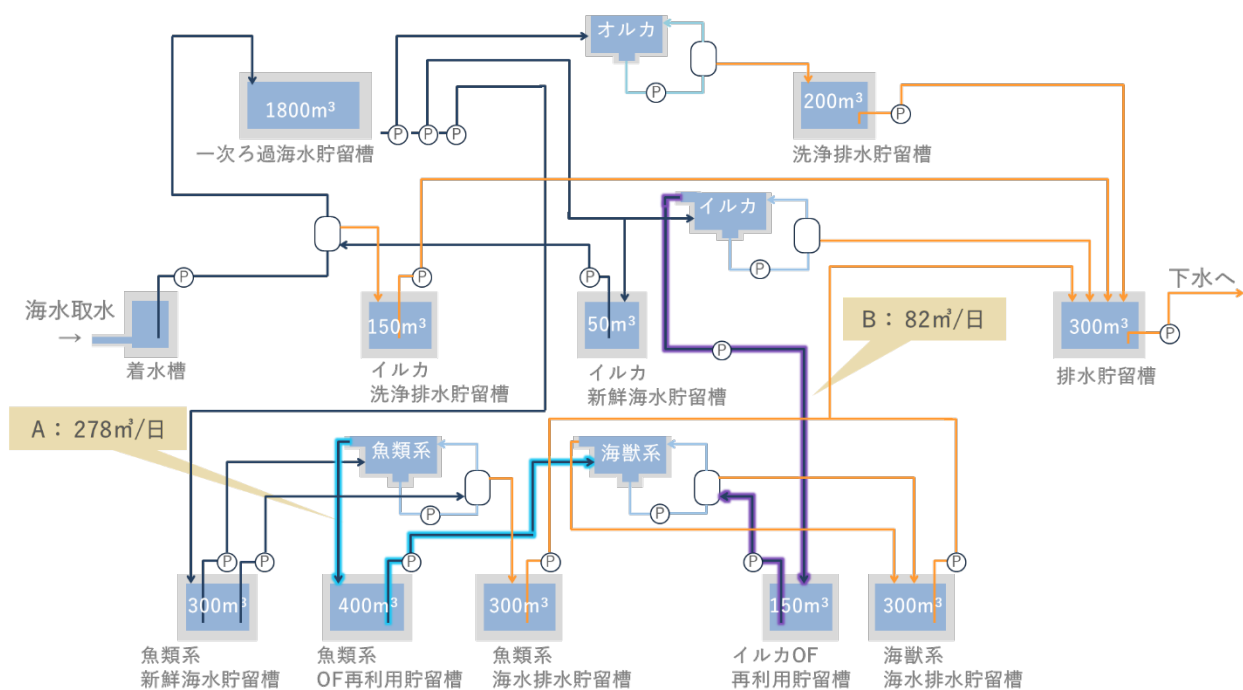 オルカ
P
1800m³
P
P
P
一次ろ過海水貯留槽
200m³
P
洗浄排水貯留槽
イルカ
P
P
P
P
海水取水
→
着水槽
150m³
イルカ
洗浄排水貯留槽
50m³
イルカ
新鮮海水貯留槽
P
B： 82㎥/日
下水へ
300m³
P
排水貯留槽
A： 278㎥/日
魚類系
P
海獣系
P
P
P
P
P
P
P
300m³
魚類系
新鮮海水貯留槽
400m³
魚類系
OF再利用貯留槽
300m³
魚類系
海水排水貯留槽
150m³
イルカOF
再利用貯留槽
300m³
海獣系
海水排水貯留槽